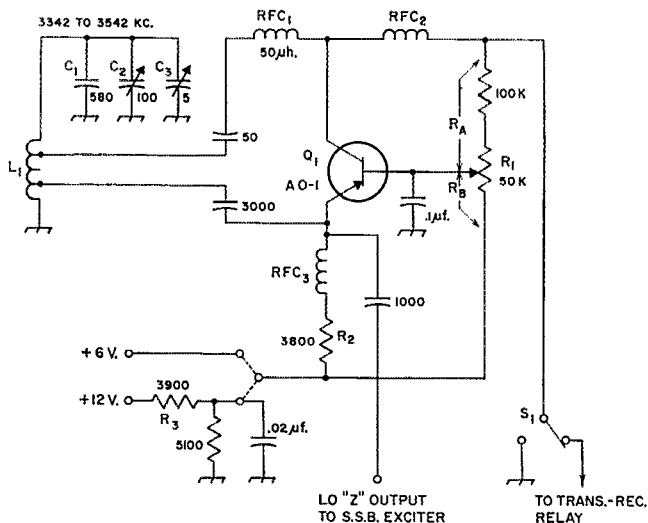 3342 TO 3542 KC.
RFC1
50µh.
RFC2
C1
580
C2
100
C3
5
50
100K
RA
R1
50K
RB
Q1
AO-1
L1
3000
.1µf.
RFC3
1000
3800
R2
+6V.
+12V.
3900
R3
5100
.02µf.
S1
LO "Z" OUTPUT
TO S.S.B. EXCITER
TO TRANS.-REC.
RELAY